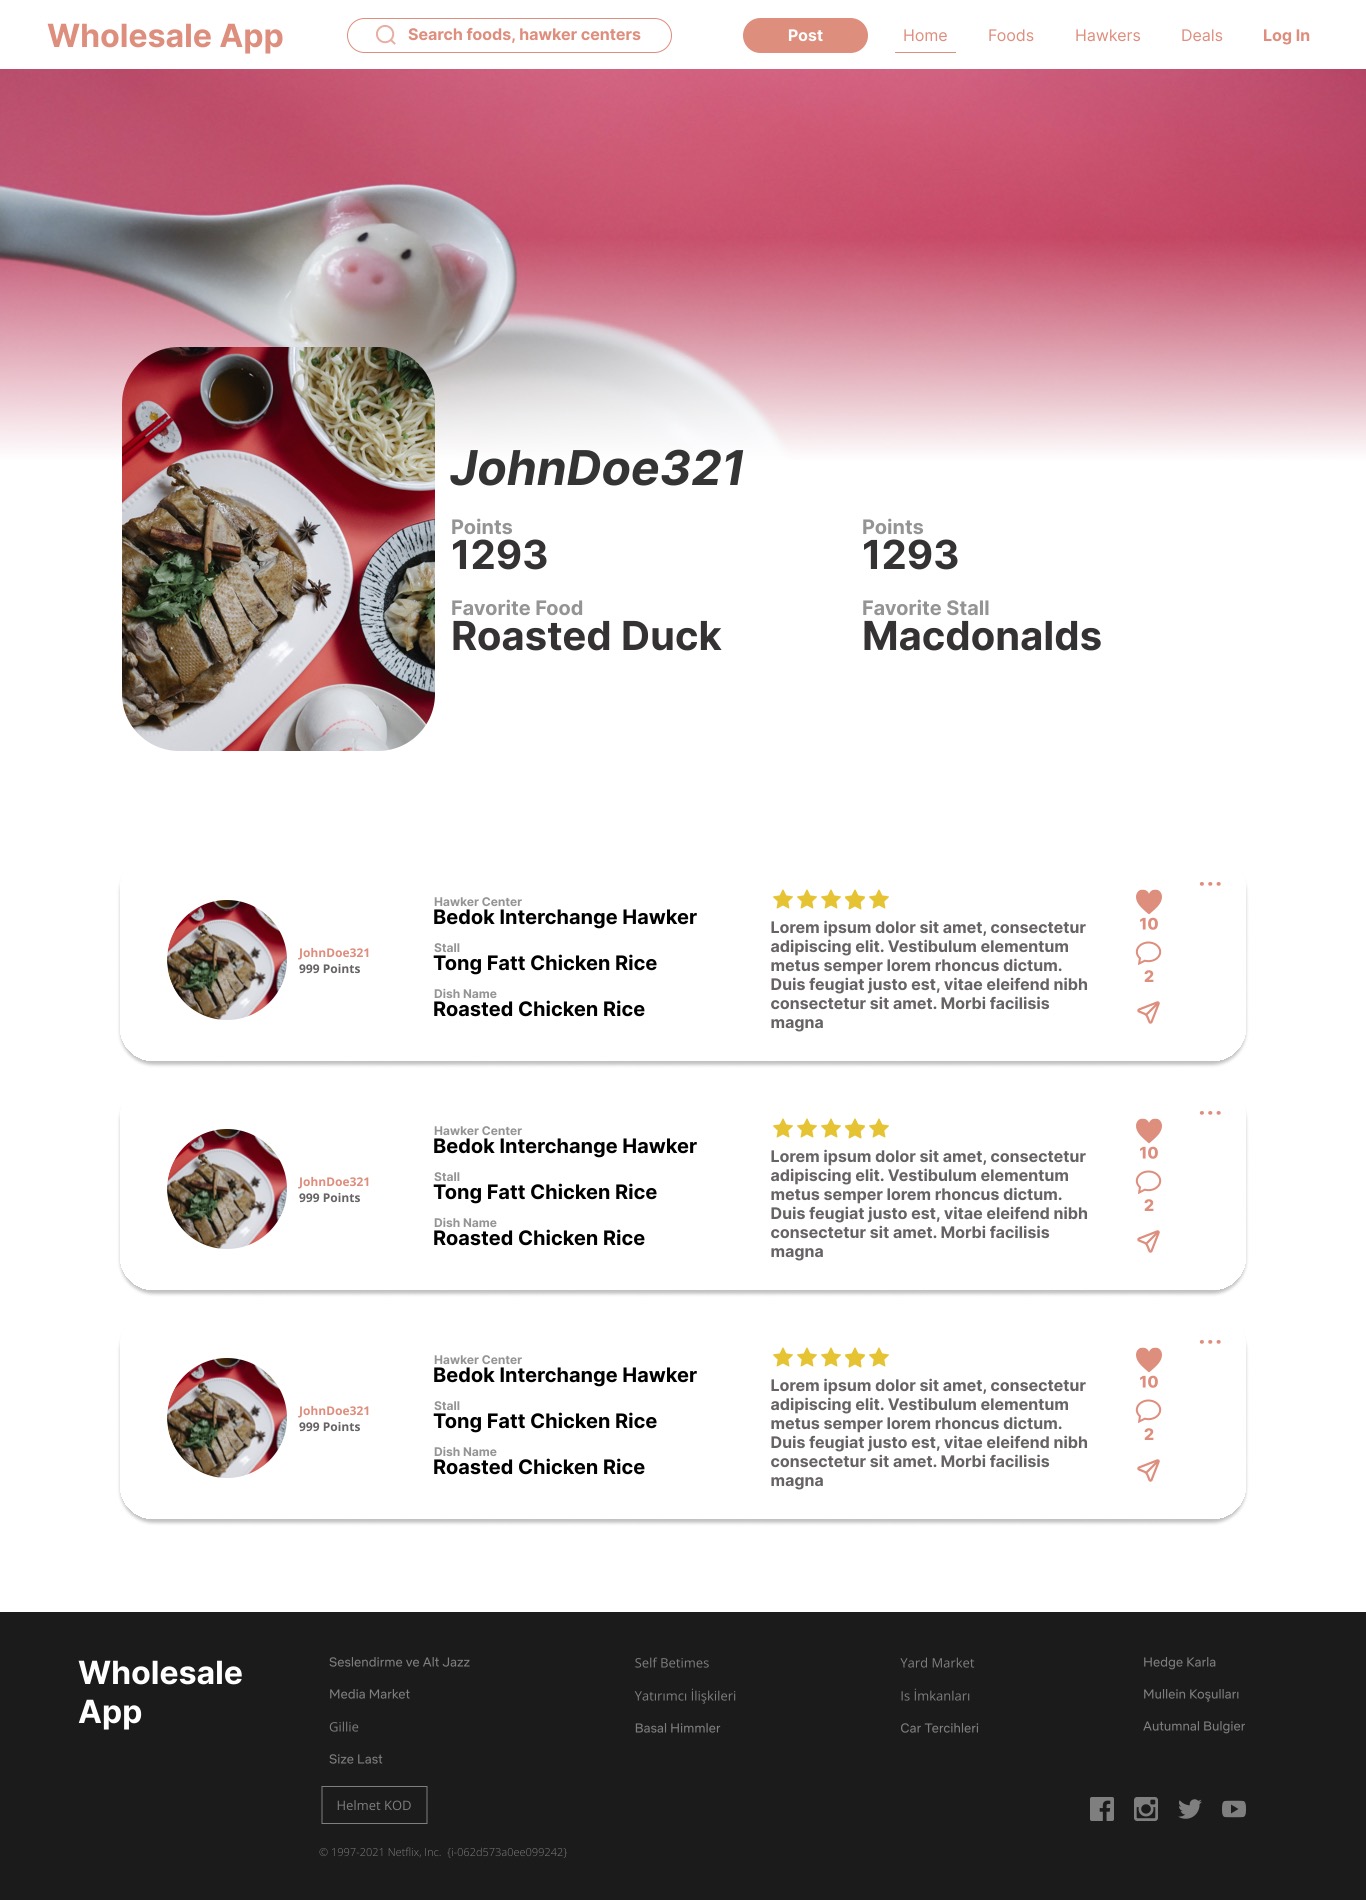 Wholesale App
Search foods, hawker centers
Post
Home
Foods
Hawkers
Deals
Log In
JohnDoe321
Points
1293
Points
1293
Favorite Food
Roasted Duck
Favorite Stall
Macdonalds
JohnDoe321
999 Points
Hawker Center
Bedok Interchange Hawker
Stall
Tong Fatt Chicken Rice
Dish Name
Roasted Chicken Rice
Lorem ipsum dolor sit amet, consectetur
adipiscing elit. Vestibulum elementum
metus semper lorem rhoncus dictum.
Duis feugiat justo est, vitae eleifend nibh
consectetur sit amet. Morbi facilisis
magna
10
2
JohnDoe321
999 Points
Hawker Center
Bedok Interchange Hawker
Stall
Tong Fatt Chicken Rice
Dish Name
Roasted Chicken Rice
Lorem ipsum dolor sit amet, consectetur
adipiscing elit. Vestibulum elementum
metus semper lorem rhoncus dictum.
Duis feugiat justo est, vitae eleifend nibh
consectetur sit amet. Morbi facilisis
magna
10
2
JohnDoe321
999 Points
Hawker Center
Bedok Interchange Hawker
Stall
Tong Fatt Chicken Rice
Dish Name
Roasted Chicken Rice
Lorem ipsum dolor sit amet, consectetur
adipiscing elit. Vestibulum elementum
metus semper lorem rhoncus dictum.
Duis feugiat justo est, vitae eleifend nibh
consectetur sit amet. Morbi facilisis
magna
10
2
Wholesale
App
Seslendirme ve Alt Jazz
Media Market
Gillie
Size Last
Helmet KOD
Self Betimes
Yatırımcı İlişkileri
Basal Himmler
Yard Market
Is İmkanları
Car Tercihleri
Hedge Karla
Mullein Koşulları
Autumnal Bulgier
© 1997-2021 Netflix, Inc. {i-062d573a0ee099242}